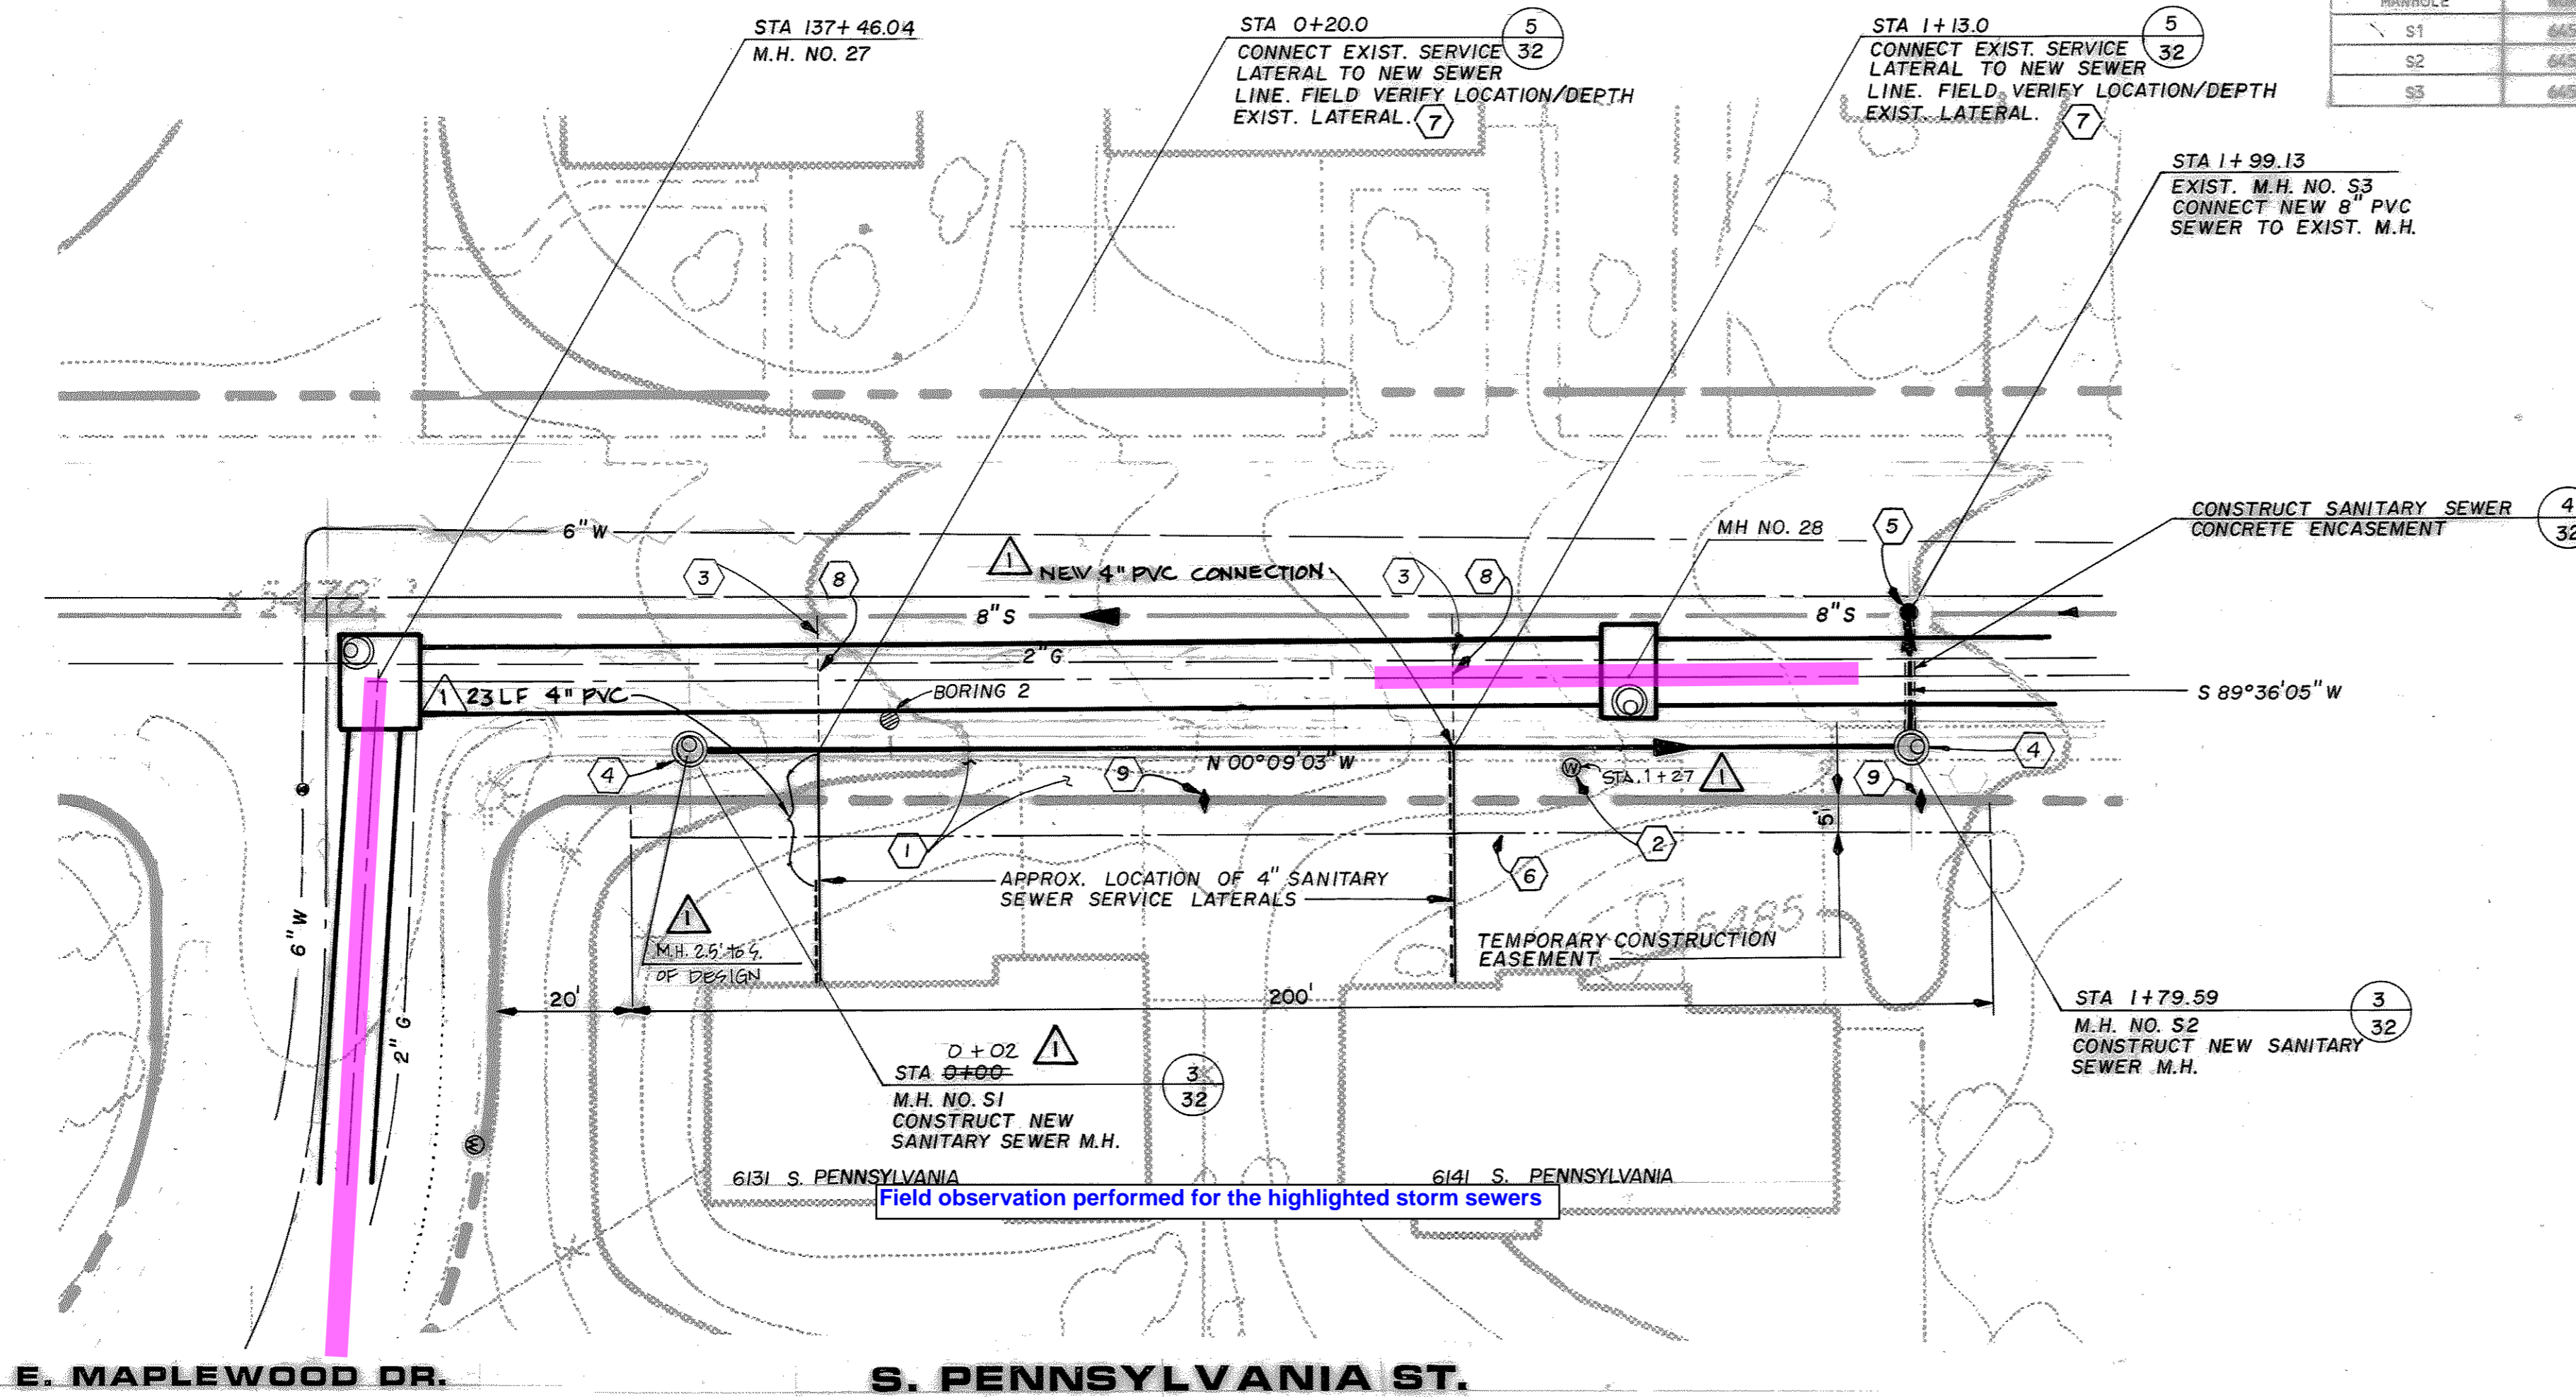 STA 137+46.04
M.H. NO. 27
STA 0+20.0
CONNECT EXIST. SERVICE
LATERAL TO NEW SEWER
LINE. FIELD VERIFY LOCATION/DEPTH
EXIST. LATERAL.
7
5
32
STA 1+13.0
CONNECT EXIST. SERVICE
LATERAL TO NEW SEWER
LINE. FIELD VERIFY LOCATION/DEPTH
EXIST. LATERAL.
7
5
32
MANHOLE
S1
S2
S3
STA 1+99.13
EXIST. M.H. NO. S3
CONNECT NEW 8" PVC
SEWER TO EXIST. M.H.
CONSTRUCT SANITARY SEWER
CONCRETE ENCASEMENT
4
32
6" W
MH NO. 28
5
3
8
1
NEW 4" PVC CONNECTION
3
8
8"S
8"S
2"G
1
23 LF 4" PVC
BORING 2
S 89°36'05" W
4
N 00°09'03" W
9
W
STA. 1+27
1
9
4
5'
1
2
6
APPROX. LOCATION OF 4" SANITARY
SEWER SERVICE LATERALS
6" W
1
M.H. 2.5' to S.
OF DESIGN
6485
TEMPORARY CONSTRUCTION
EASEMENT
20'
200'
2" G
STA 1+79.59
M.H. NO. S2
CONSTRUCT NEW SANITARY
SEWER M.H.
3
32
0+02
1
STA 0+00
M.H. NO. S1
CONSTRUCT NEW
SANITARY SEWER M.H.
3
32
W
6131 S. PENNSYLVANIA
6141 S. PENNSYLVANIA
Field observation performed for the highlighted storm sewers
E. MAPLEWOOD DR.
S. PENNSYLVANIA ST.